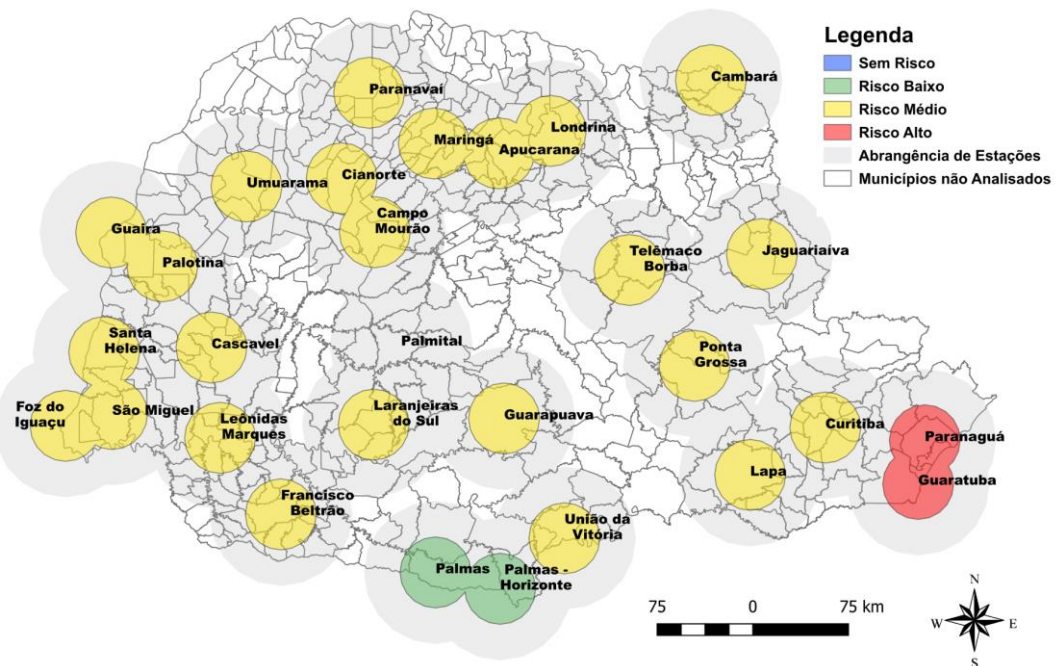 Legenda
Sem Risco
Risco Baixo
Risco Médio
Risco Alto
Abrangência de Estações
Municípios não Analisados
Cambará
Paranavaí
Londrina
Maringá
Apucarana
Cianorte
Umuarama
Campo
Mourão
Guaira
Palotina
Telêmaco
Borba
Jaguariaíva
Santa
Helena
Cascavel
Palmital
Ponta
Grossa
Foz do
Iguaçu
São Miguel
Leônidas
Marques
Laranjeiras
do Sul
Guarapuava
Curitiba
Paranaguá
Lapa
Guaratuba
Francisco
Beltrão
União da
Vitória
Palmas
Palmas -
Horizonte
75 0 75 km
N
W E
S